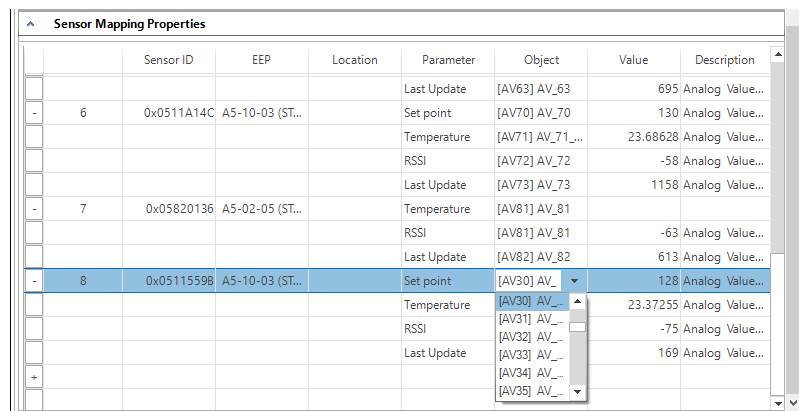 Sensor Mapping Properties
Sensor ID EEP Location Parameter Object Value Description
Last Update [AV63] AV_63 695 Analog Value...
- 6 0x0511A14C A5-10-03 (ST... Set point [AV70] AV_70 130 Analog Value...
Temperature [AV71] AV_71_... 23.68628 Analog Value...
RSSI [AV72] AV_72 -58 Analog Value...
Last Update [AV73] AV_73 1158 Analog Value...
- 7 0x05820136 A5-02-05 (ST... Temperature [AV81] AV_81
RSSI [AV81] AV_81 -63 Analog Value...
Last Update [AV82] AV_82 613 Analog Value...
- 8 0x0511559B A5-10-03 (ST... Set point [AV30] AV_ 128 Analog Value...
Temperature [AV30] AV_... 23.37255 Analog Value...
[AV31] AV_...
RSSI [AV32] AV_... -75 Analog Value...
Last Update [AV33] AV_... 169 Analog Value...
+ [AV34] AV_...
[AV35] AV_...